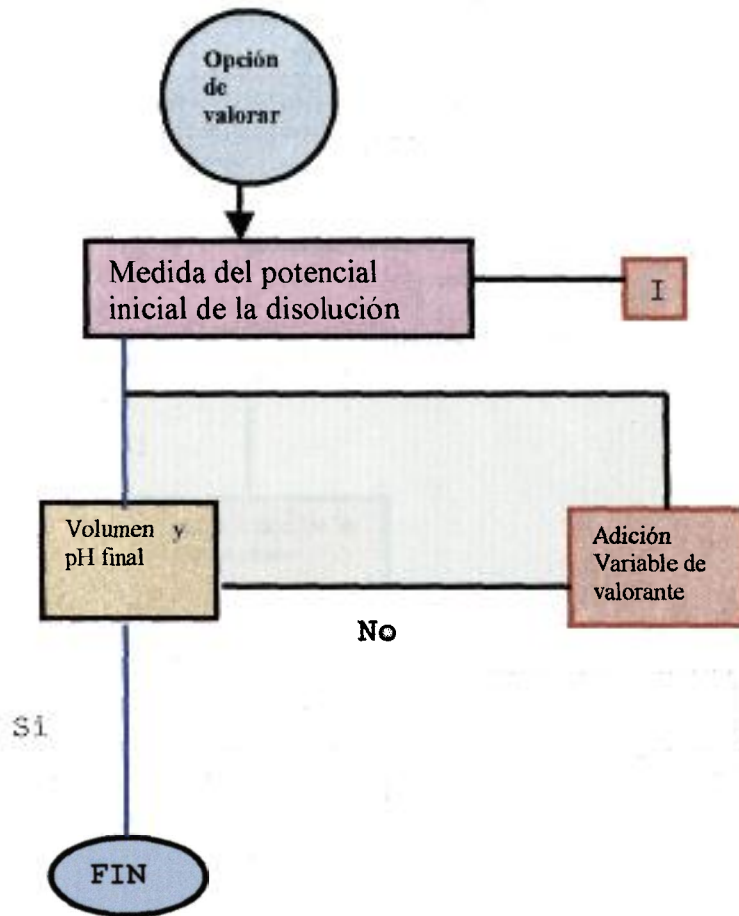 Opción
de
valorar
Medida del potencial
inicial de la disolución
I
Volumen y
pH final
Adición
Variable de
valorante
No
Si
FIN